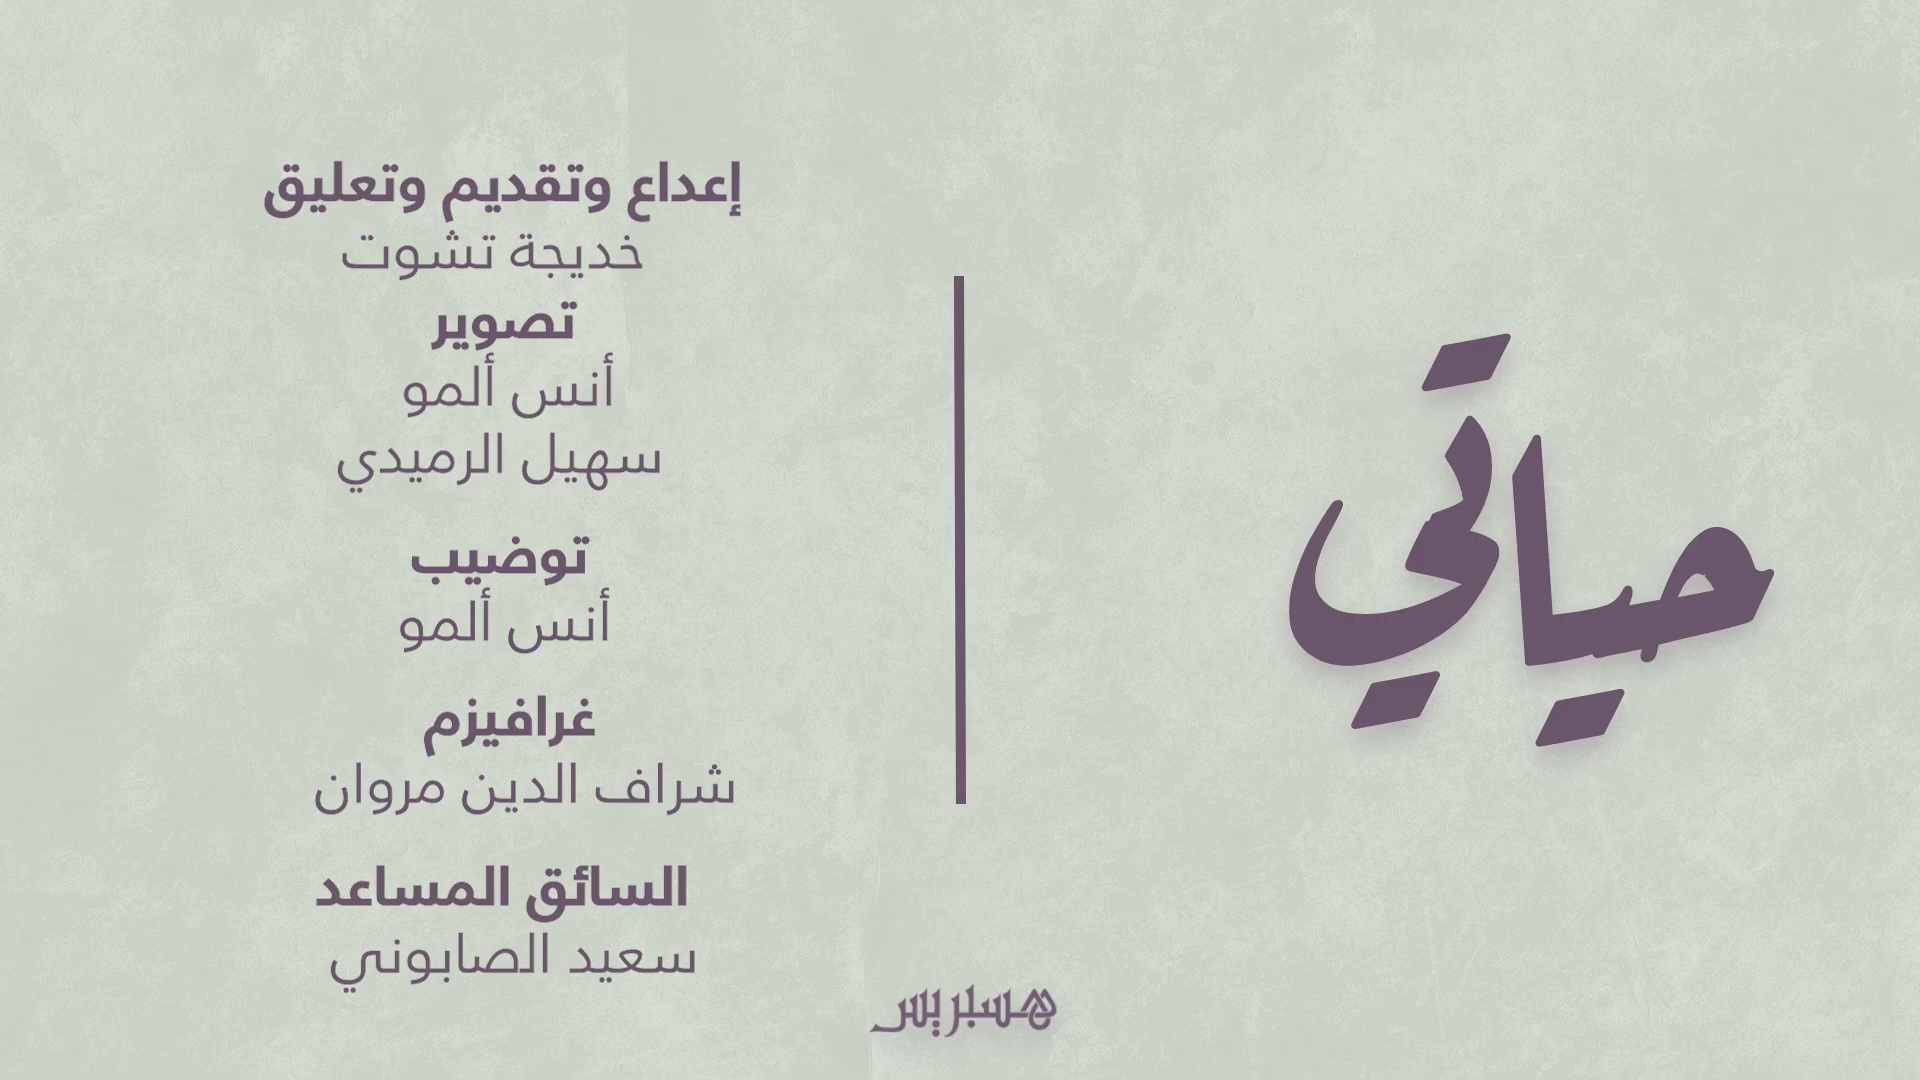 حياتي
إعداع وتقديم وتعليق
خديجة تشوت
تصوير
أنس ألمو
سهيل الرميدي
توضيب
أنس ألمو
غرافيزم
شراف الدين مروان
السائق المساعد
سعيد الصابوني
هسبريس